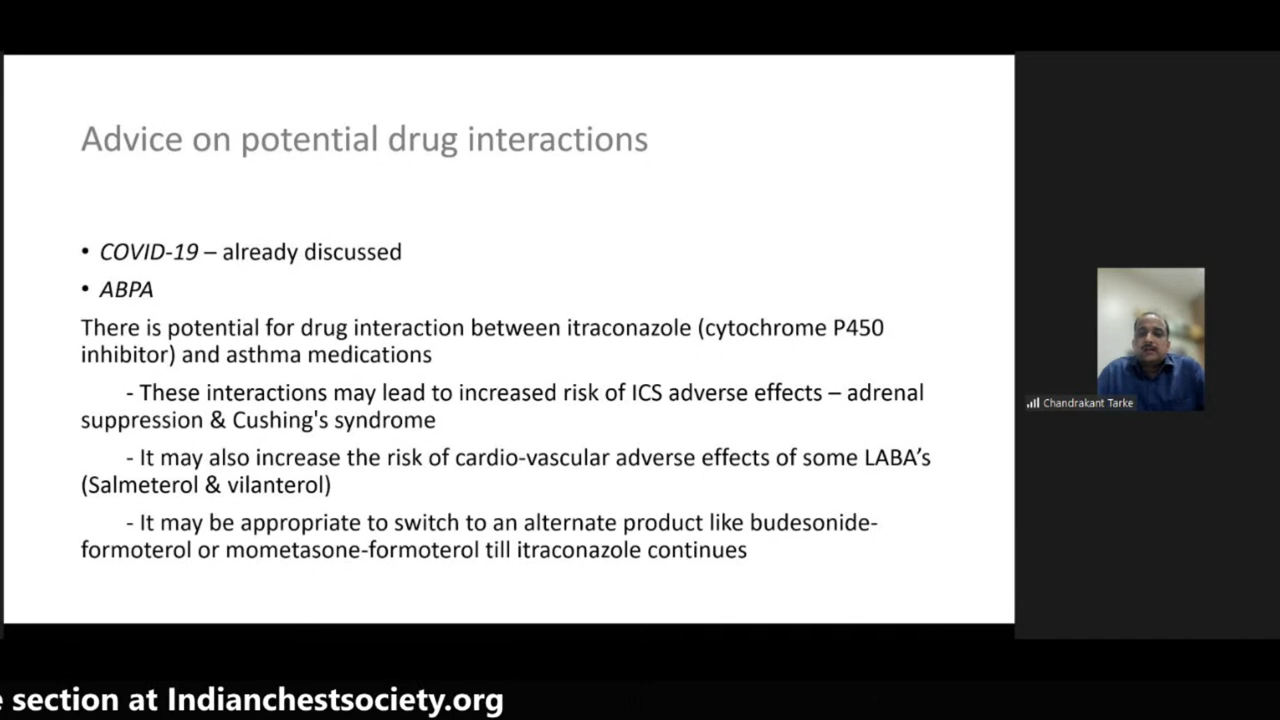 Advice on potential drug interactions
• COVID-19 – already discussed
• ABPA
There is potential for drug interaction between itraconazole (cytochrome P450
inhibitor) and asthma medications
- These interactions may lead to increased risk of ICS adverse effects – adrenal
suppression & Cushing's syndrome
- It may also increase the risk of cardio-vascular adverse effects of some LABA’s
(Salmeterol & vilanterol)
- It may be appropriate to switch to an alternate product like budesonide-
formoterol or mometasone-formoterol till itraconazole continues
Chandrakant Tarke
section at Indianchestsociety.org